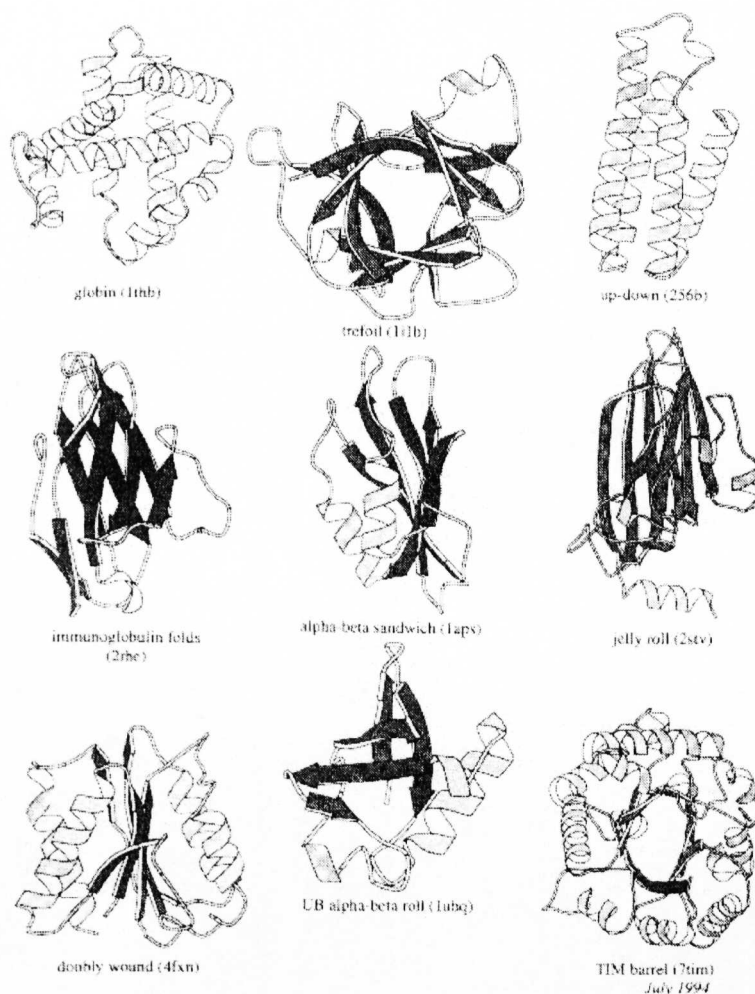 globin (1thb)
trefoil (1i1b)
up-down (256b)
immunoglobulin folds
(2rhe)
alpha-beta sandwich (1aps)
jelly roll (2stv)
doubly wound (4fxn)
UB alpha-beta roll (1ubq)
TIM barrel (7tim)
July 1994